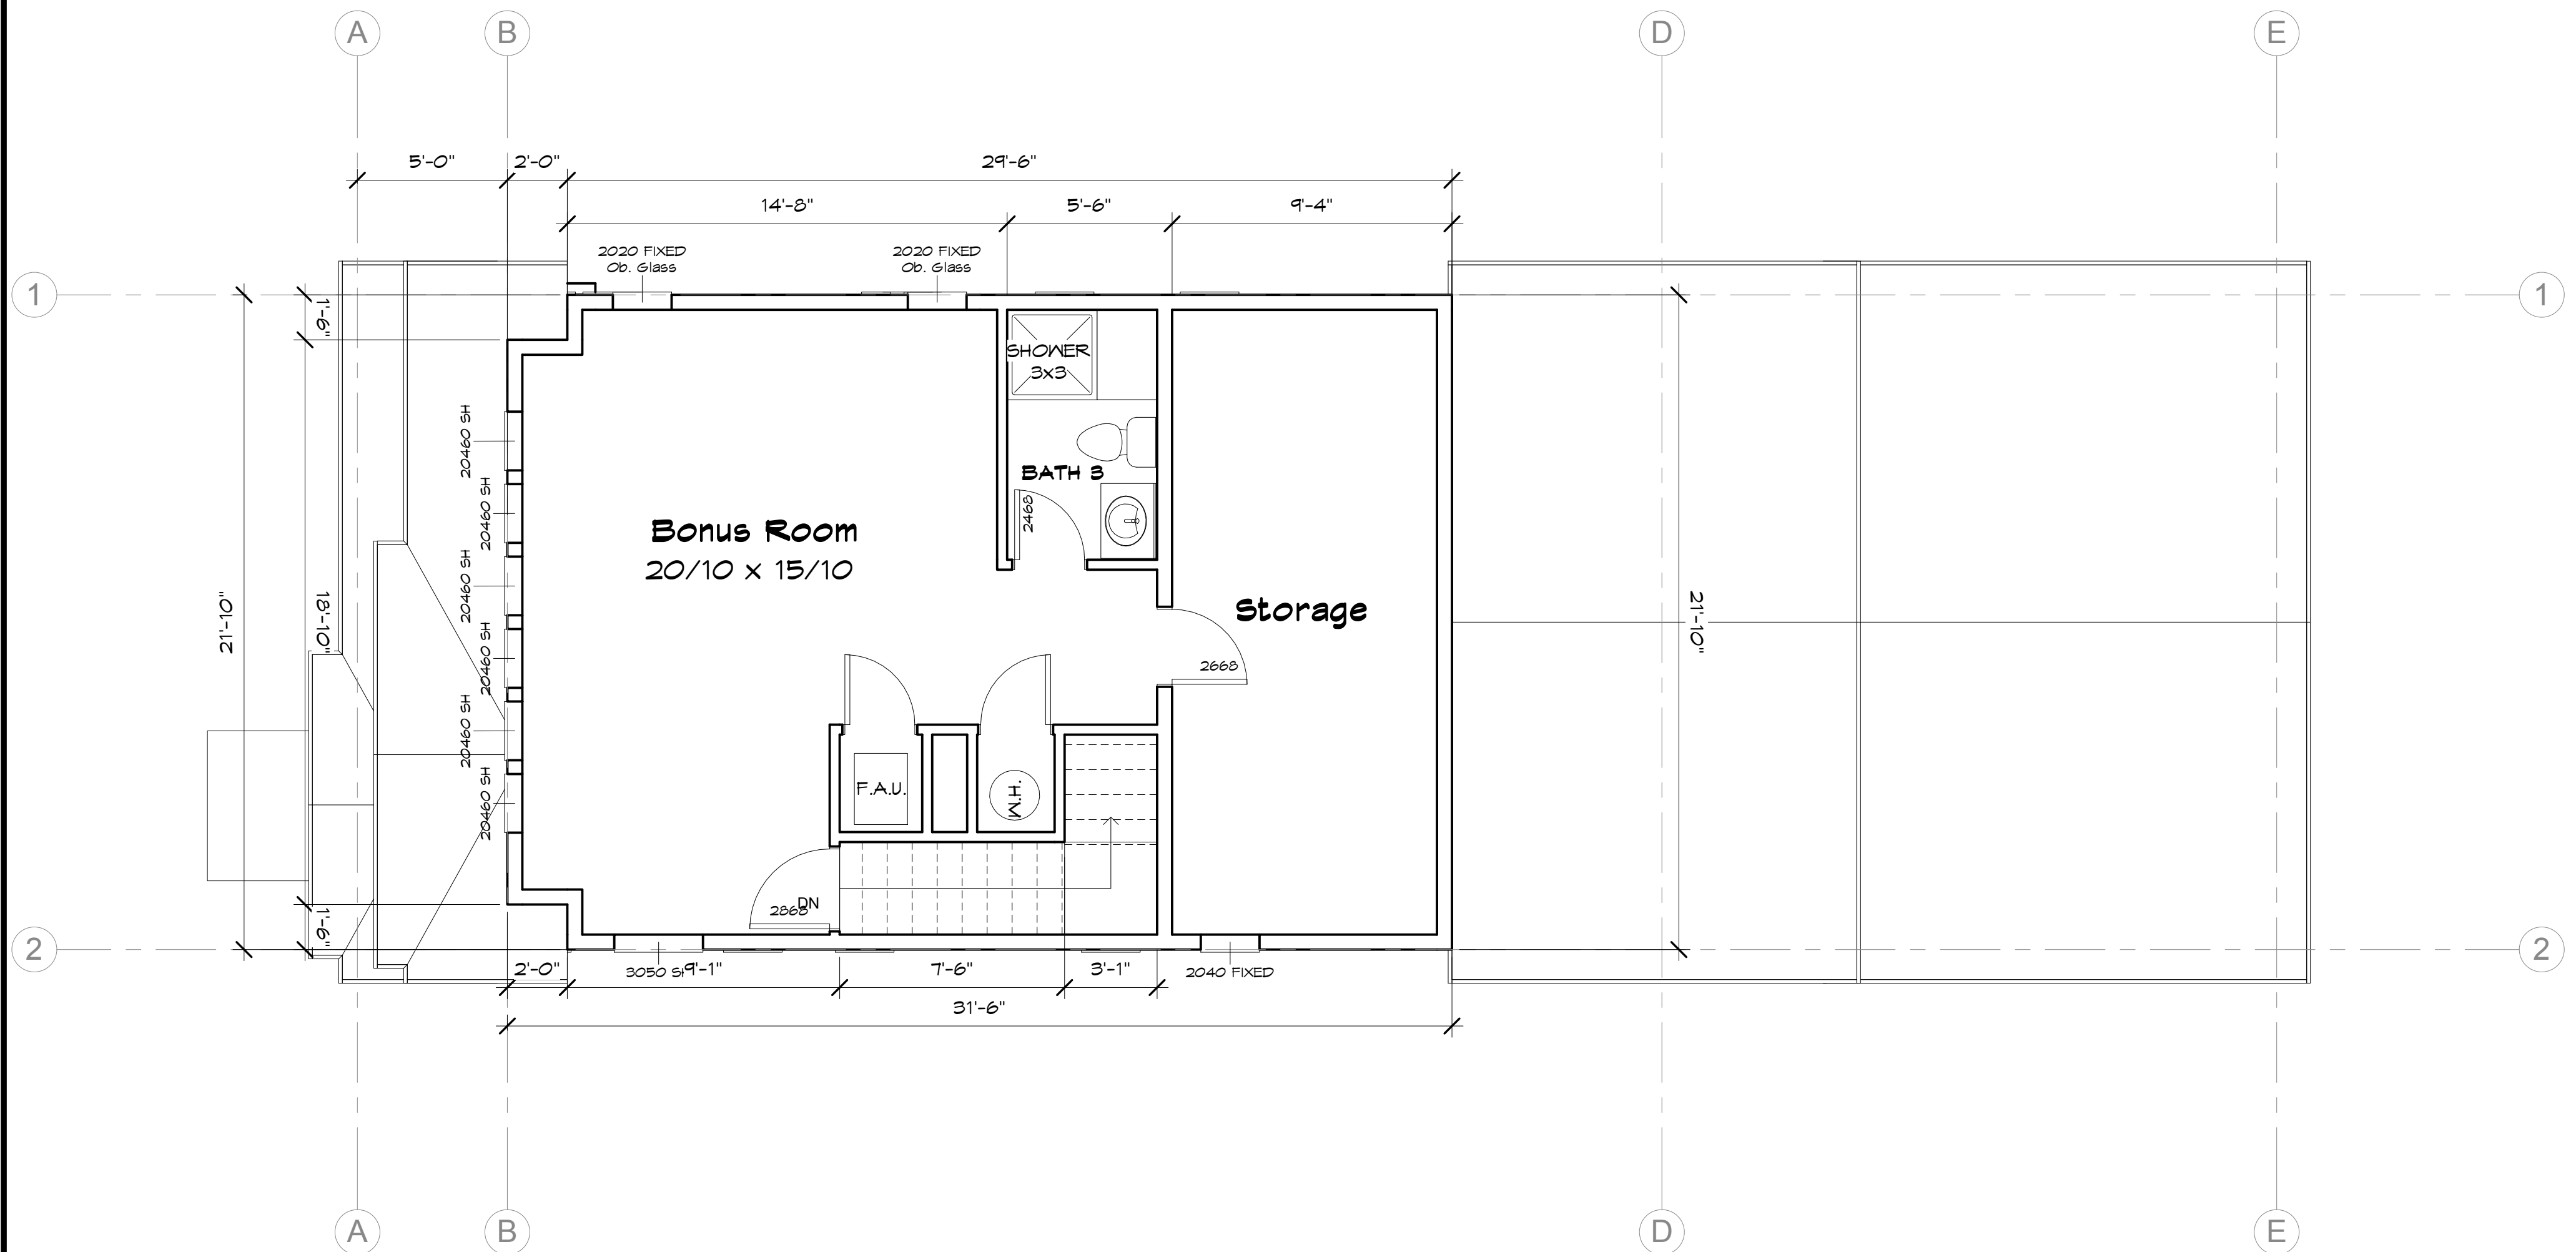 A
B
D
E
5'-0"
2'-0"
29'-6"
14'-8"
5'-6"
9'-4"
2020 FIXED
Ob. Glass
2020 FIXED
Ob. Glass
1
1
1'-6"
SHOWER
3x3
20460 SH
BATH 3
20460 SH
2468
Bonus Room
20/10 x 15/10
20460 SH
Storage
21'-10"
18'-10"
21'-10"
20460 SH
2668
20460 SH
F.A.U.
20460 SH
DN
2868
1'-6"
2
2
2'-0"
9'-1"
7'-6"
3'-1"
2040 FIXED
31'-6"
A
B
D
E